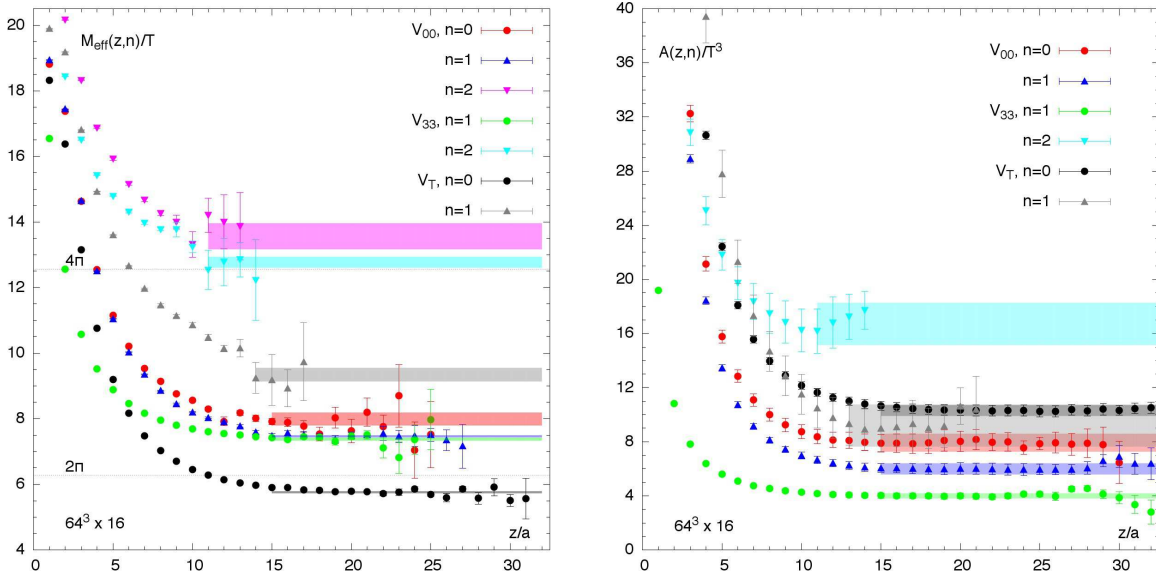 20
18
16
14
12
10
8
6
4
M_eff(z,n)/T
V_00, n=0
n=1
n=2
V_33, n=1
n=2
V_T, n=0
n=1
4π
2π
64^3 x 16
z/a
0 5 10 15 20 25 30
40
36
32
28
24
20
16
12
8
4
0
A(z,n)/T^3
V_00, n=0
n=1
V_33, n=1
n=2
V_T, n=0
n=1
64^3 x 16
z/a
0 5 10 15 20 25 30